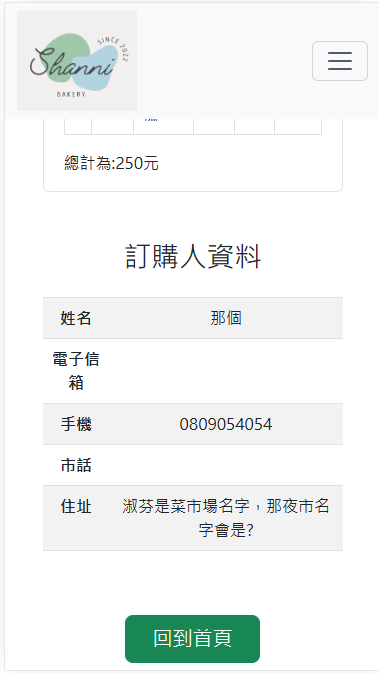 Shanni
SINCE 2022
BAKERY
總計為:250元
訂購人資料
姓名 那個
電子信
箱
手機 0809054054
市話
住址 淑芬是菜市場名字，那夜市名
字會是?
回到首頁